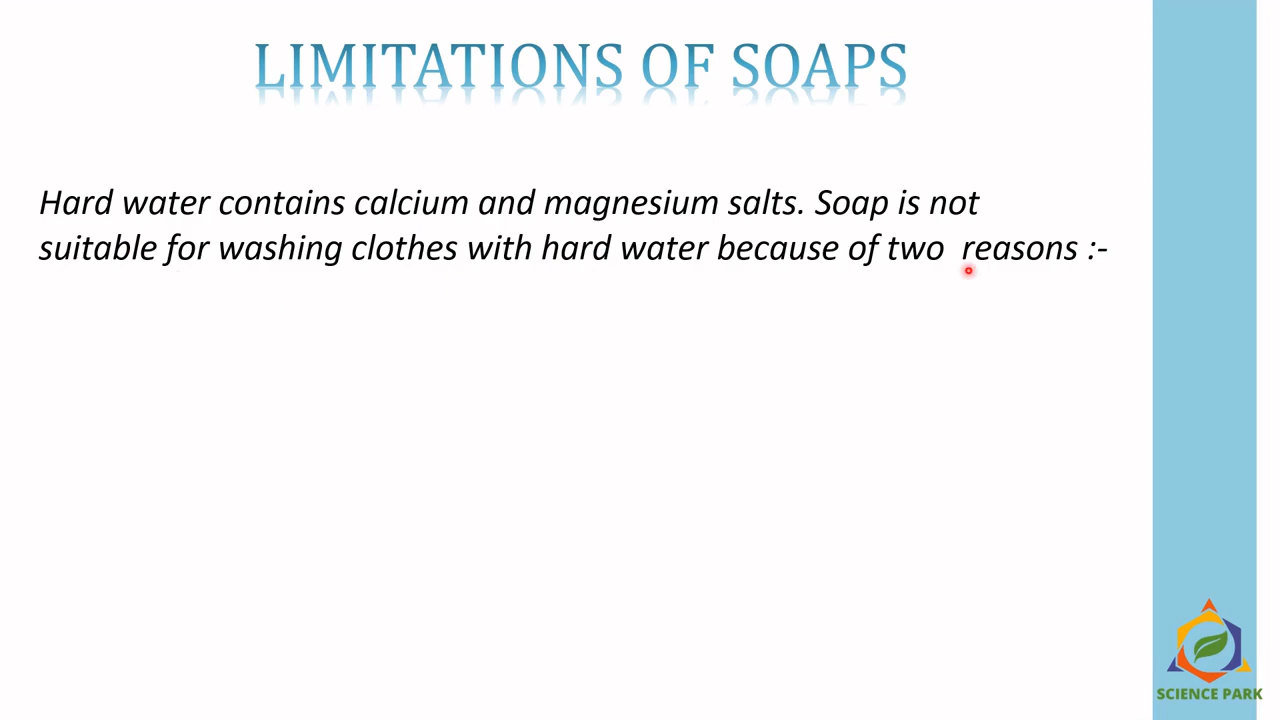 LIMITATIONS OF SOAPS
Hard water contains calcium and magnesium salts. Soap is not
suitable for washing clothes with hard water because of two reasons :-
SCIENCE PARK